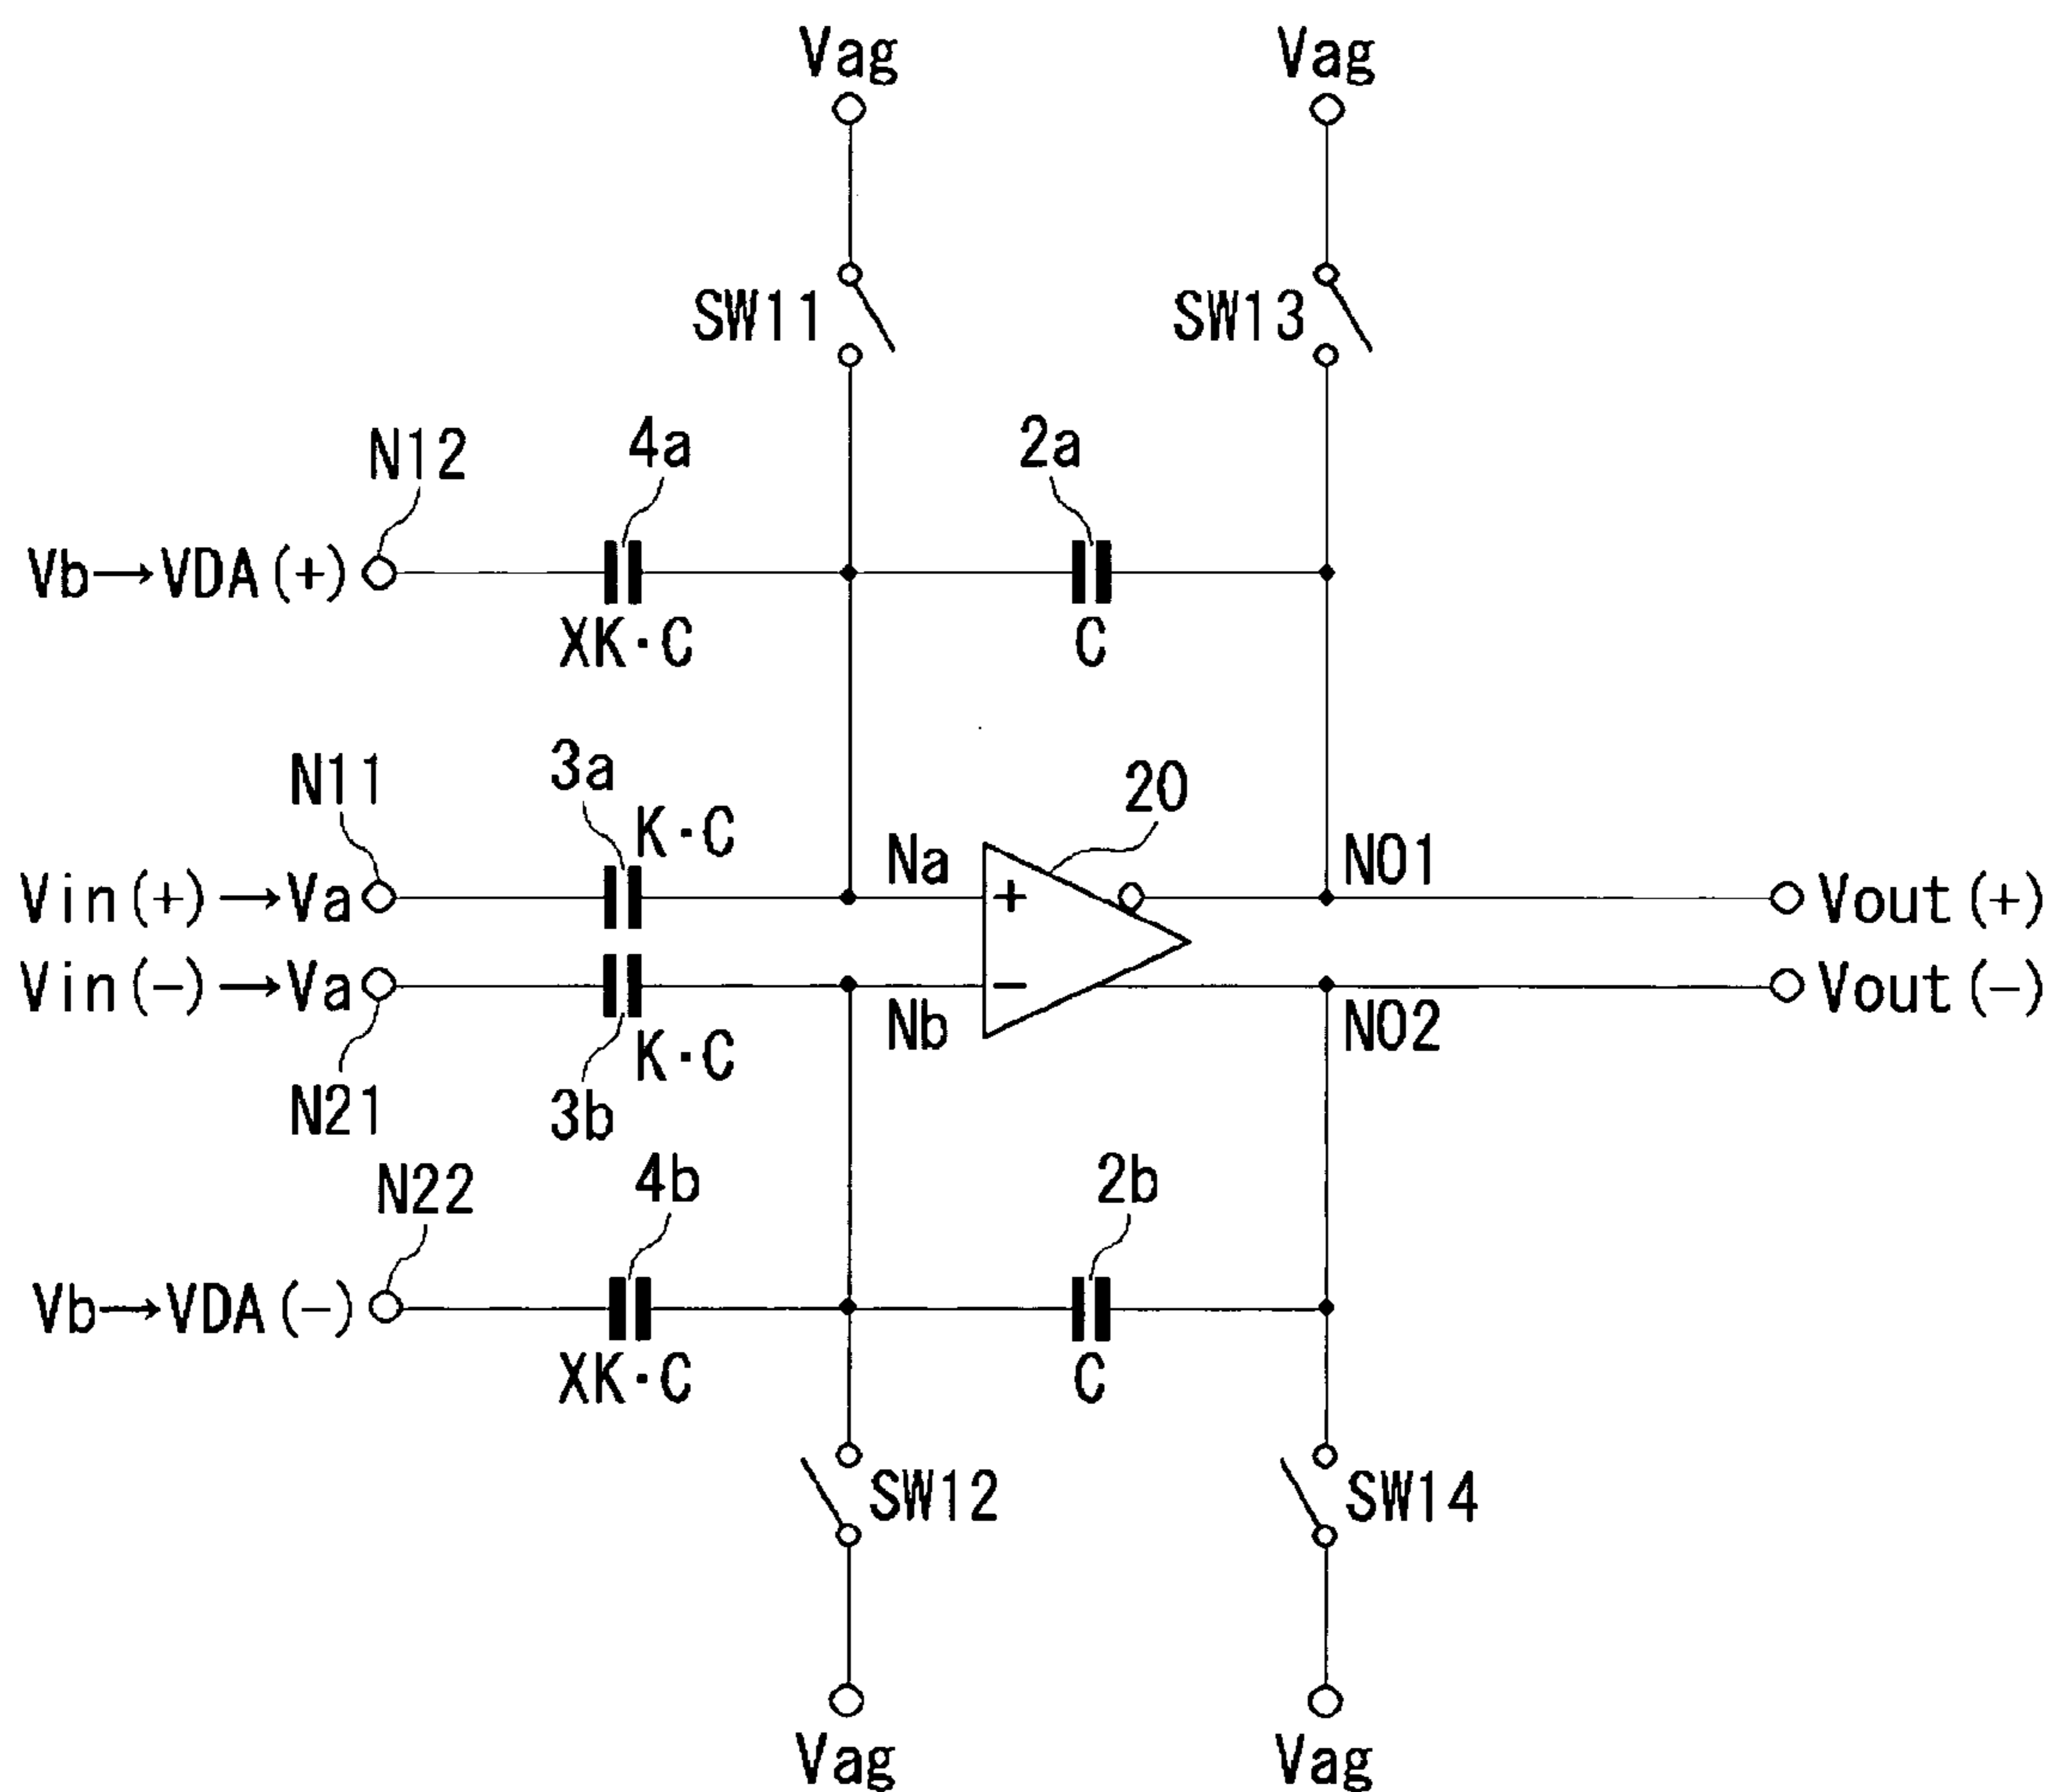 Vag
Vag
SW11
SW13
N12
4a
2a
Vb→VDA(+)
XK·C
C
N11
3a
K·C
20
Na
NO1
Vin(+)→Va
+
Vout(+)
Vin(-)→Va
−
Vout(-)
Nb
NO2
K·C
N21
3b
N22
4b
2b
Vb→VDA(-)
XK·C
C
SW12
SW14
Vag
Vag